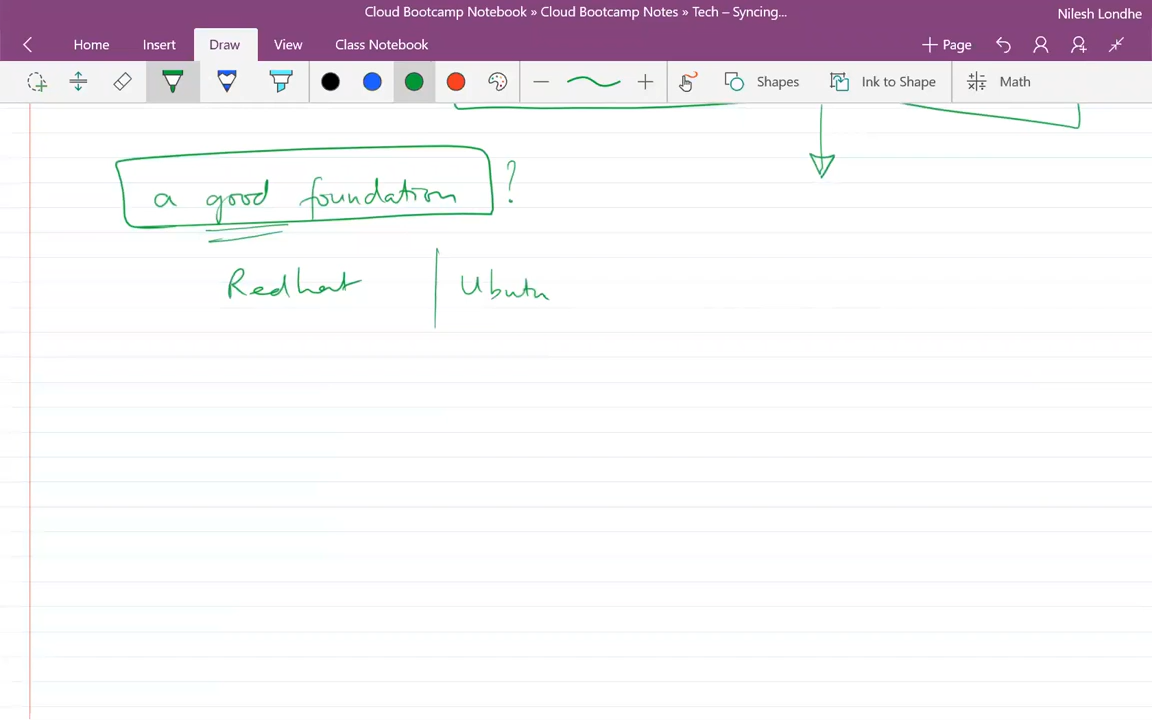 Cloud Bootcamp Notebook » Cloud Bootcamp Notes » Tech – Syncing...
Nilesh Londhe
Home Insert Draw View Class Notebook
Page
Shapes Ink to Shape Math
a good foundation ?
Redhat | Ubutu